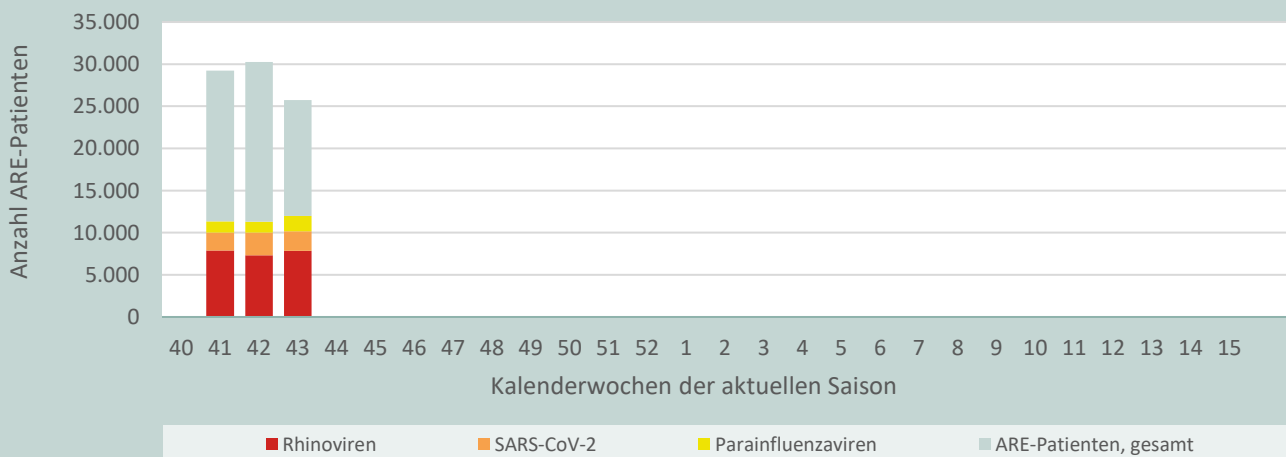 Anzahl ARE-Patienten
35.000
30.000
25.000
20.000
15.000
10.000
5.000
0
40 41 42 43 44 45 46 47 48 49 50 51 52 1 2 3 4 5 6 7 8 9 10 11 12 13 14 15
Kalenderwochen der aktuellen Saison
Rhinoviren SARS-CoV-2 Parainfluenzaviren ARE-Patienten, gesamt